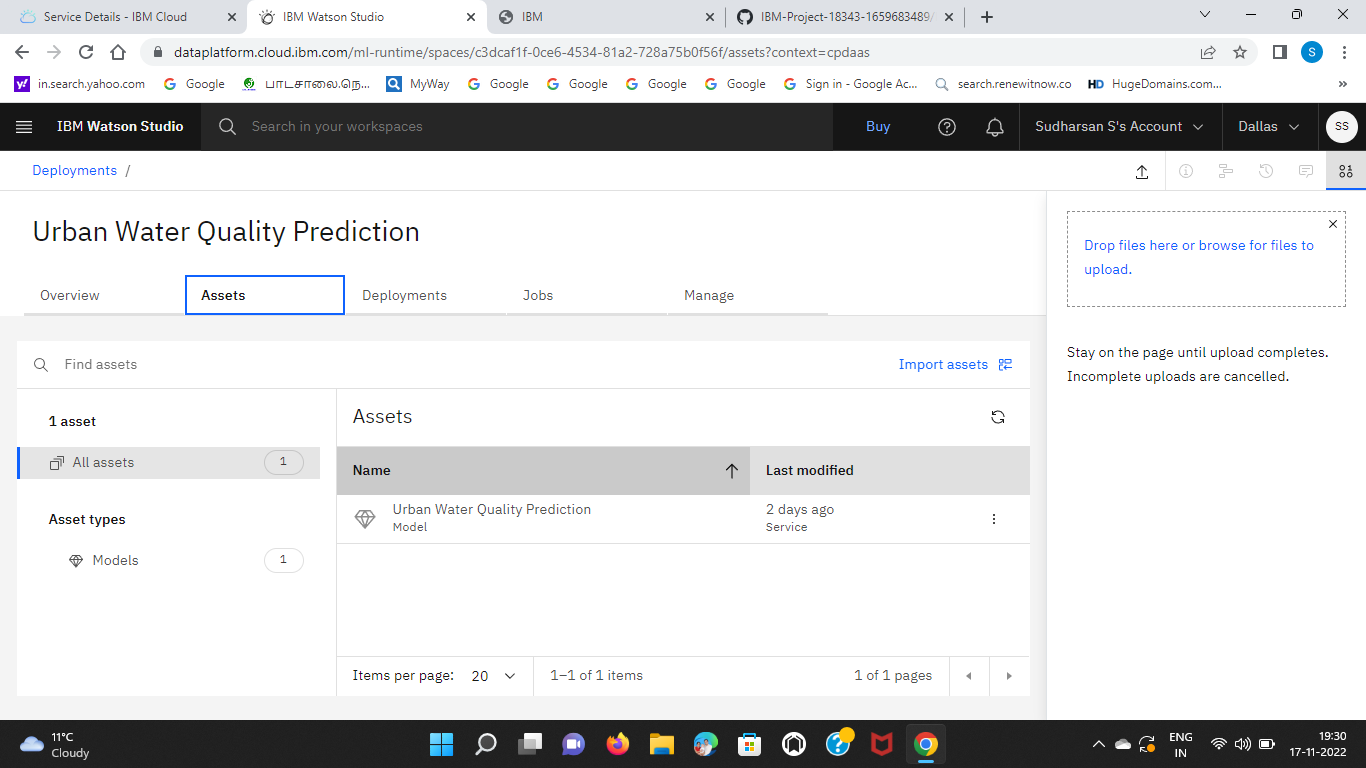 Service Details - IBM Cloud
IBM Watson Studio
IBM
IBM-Project-18343-1659683489/
dataplatform.cloud.ibm.com/ml-runtime/spaces/c3dcaf1f-0ce6-4534-81a2-728a75b0f56f/assets?context=cpdaas
S
in.search.yahoo.com
Google
பாடசாலை.நெ...
MyWay
Google
Google
Google
Google
Sign in - Google Ac...
search.renewitnow.co
HD HugeDomains.com...
IBM Watson Studio
Search in your workspaces
Buy
Sudharsan S's Account
Dallas
SS
Deployments /
Urban Water Quality Prediction
Overview
Assets
Deployments
Jobs
Manage
Drop files here or browse for files to
upload.
Stay on the page until upload completes.
Incomplete uploads are cancelled.
Find assets
Import assets
1 asset
All assets 1
Asset types
Models 1
Assets
Name
Last modified
Urban Water Quality Prediction
Model
2 days ago
Service
Items per page: 20
1–1 of 1 items
1 of 1 pages
11°C
Cloudy
ENG
IN
19:30
17-11-2022